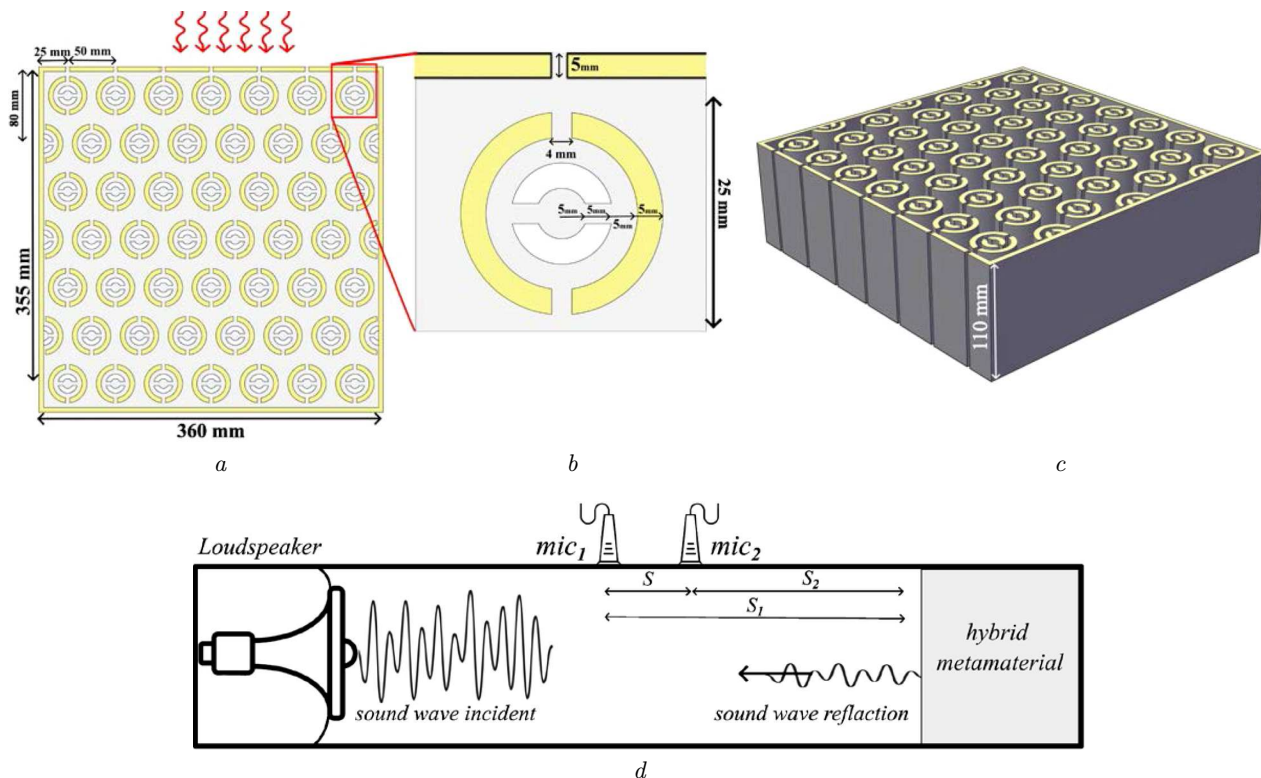 25 mm 50 mm
80 mm
355 mm
360 mm
a
5mm
4 mm
5mm 5mm 5mm
5mm
25 mm
b
110 mm
c
Loudspeaker
mic1 mic2
S S2
S1
hybrid
metamaterial
sound wave incident
sound wave reflaction
d